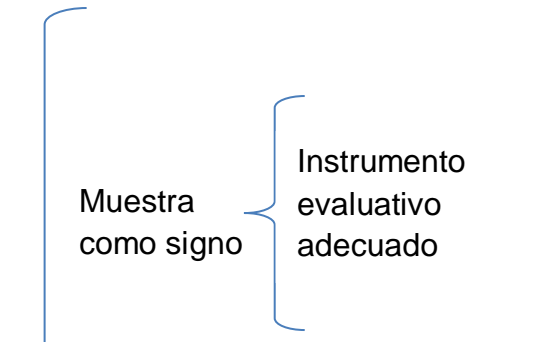 Muestra
como signo
Instrumento
evaluativo
adecuado